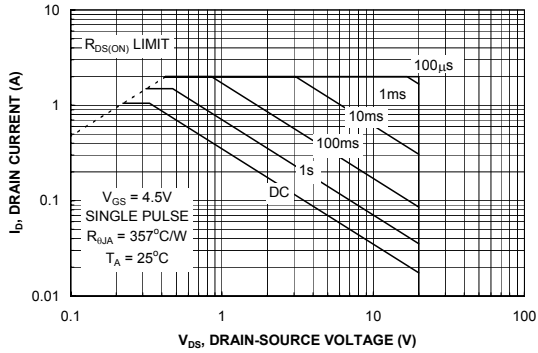 10
R_DS(ON) LIMIT
100μs
1ms
1
10ms
100ms
1s
DC
0.1
V_GS = 4.5V
SINGLE PULSE
R_θJA = 357°C/W
T_A = 25°C
0.01
0.1
1
10
100
I_D, DRAIN CURRENT (A)
V_DS, DRAIN-SOURCE VOLTAGE (V)